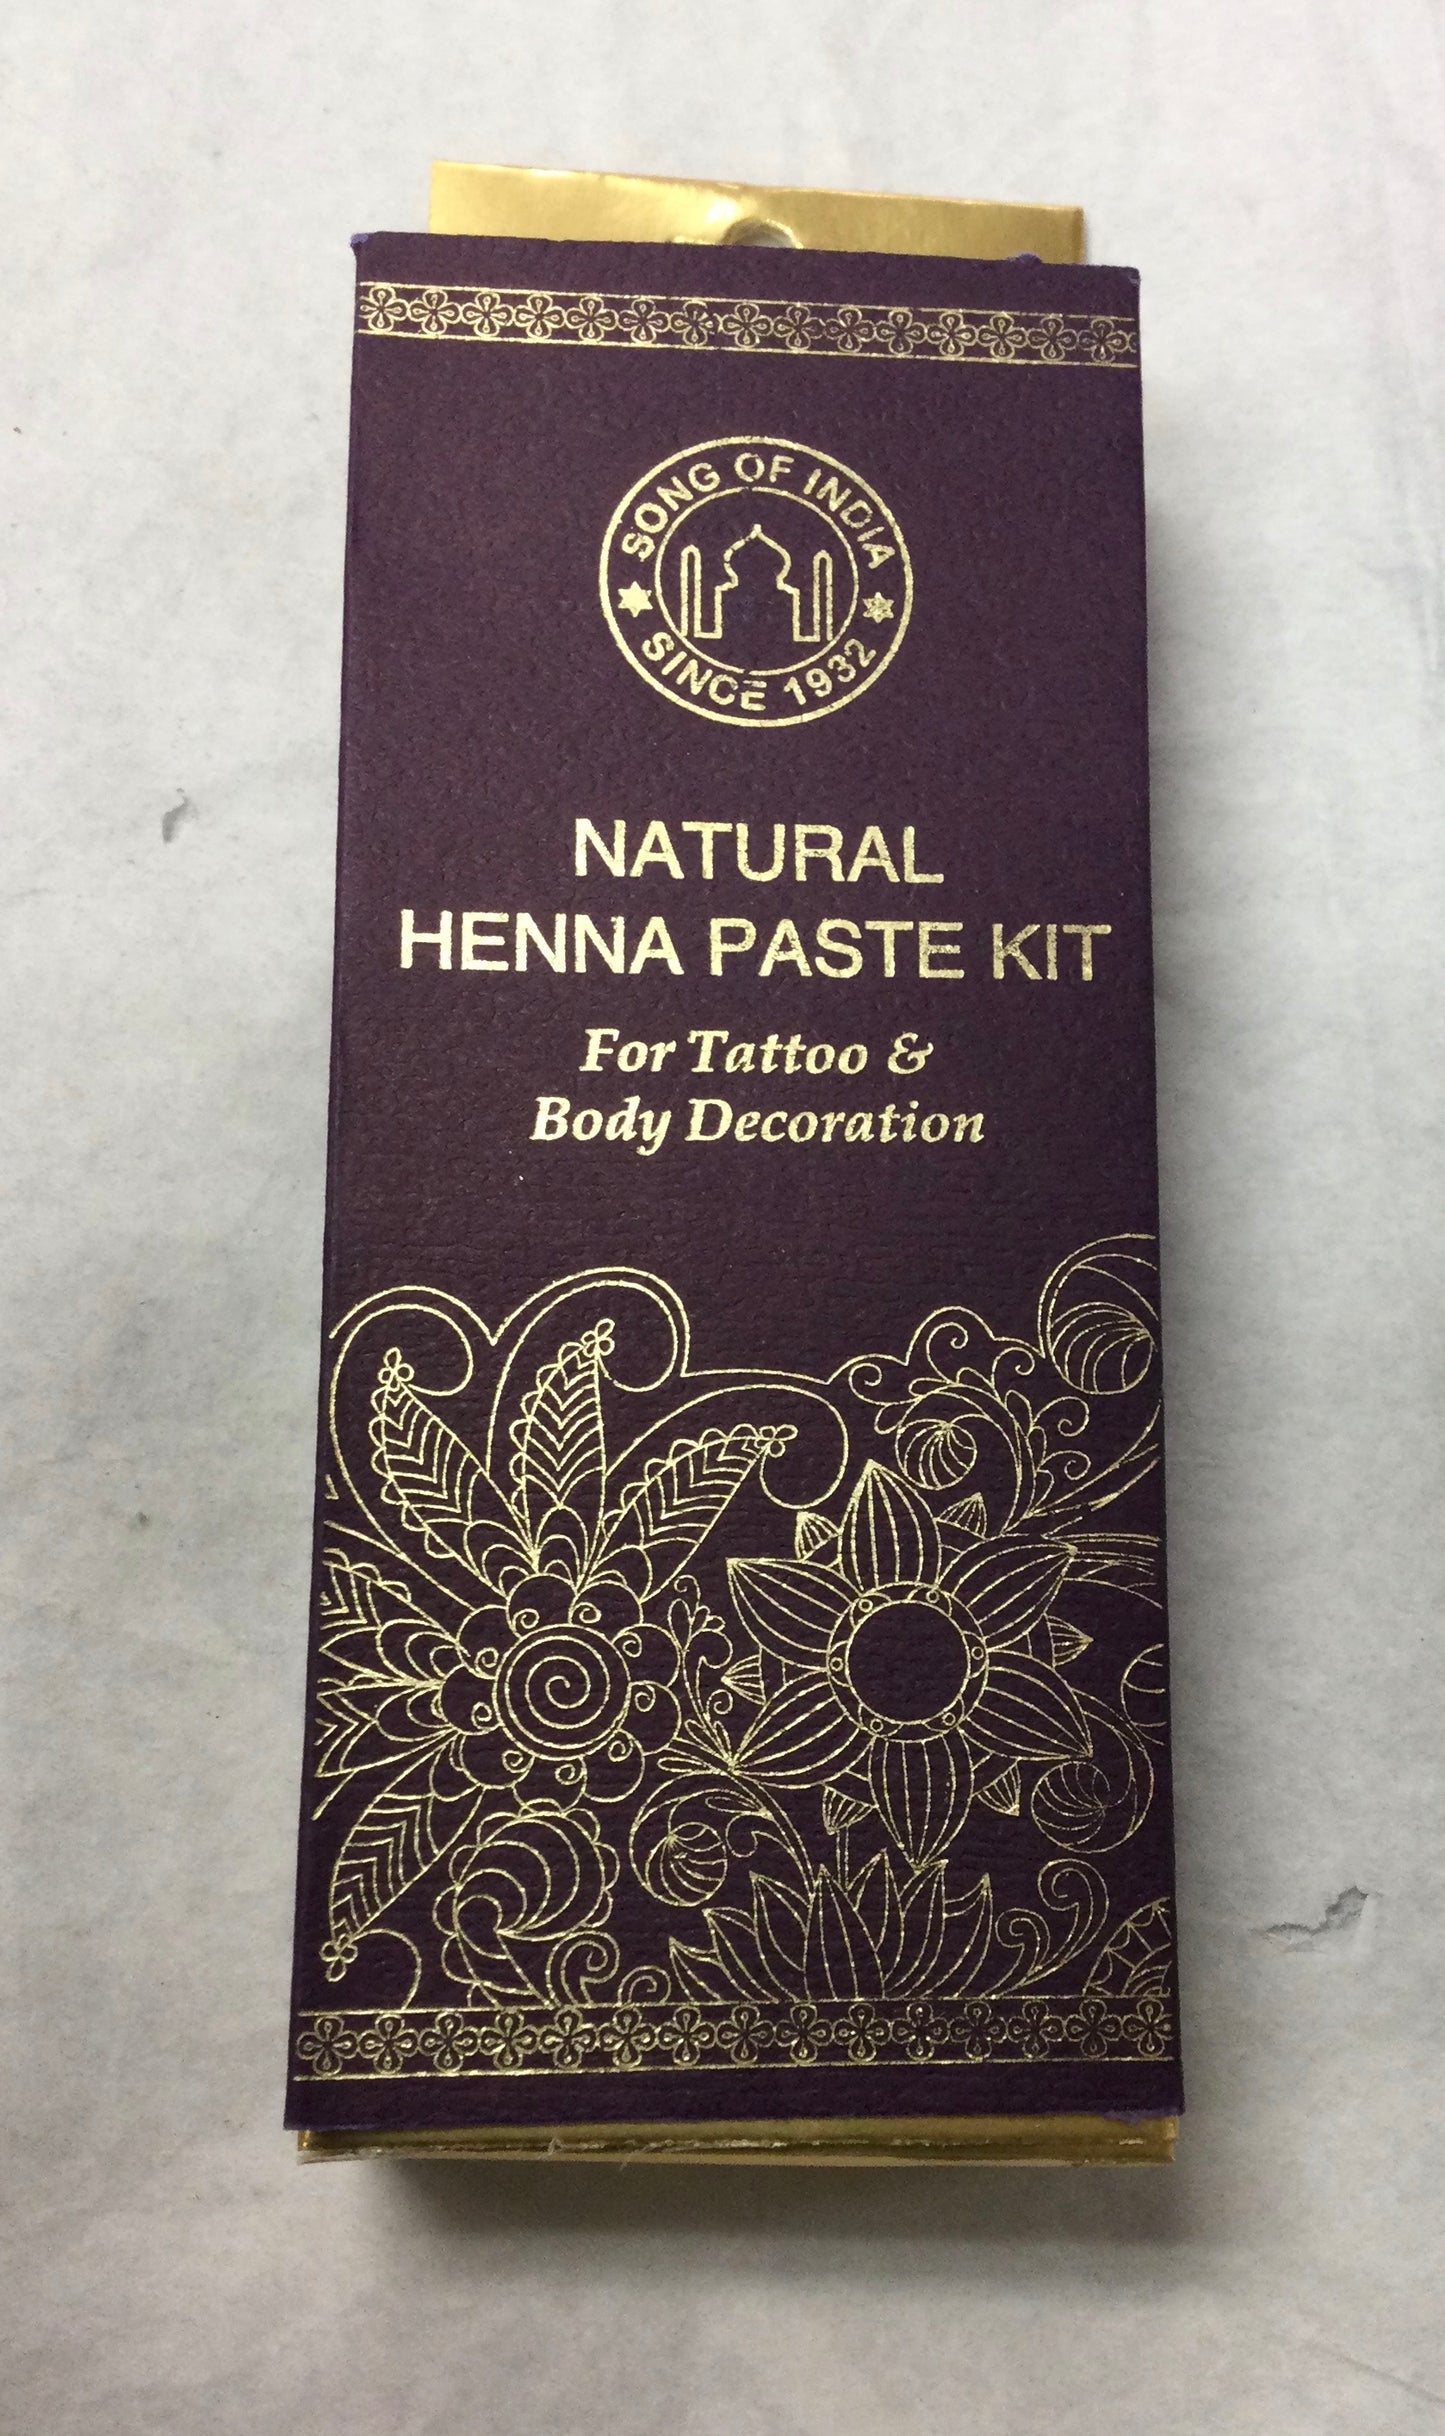 SONG OF INDIA
SINCE 1932
NATURAL
HENNA PASTE KIT
For Tattoo &
Body Decoration